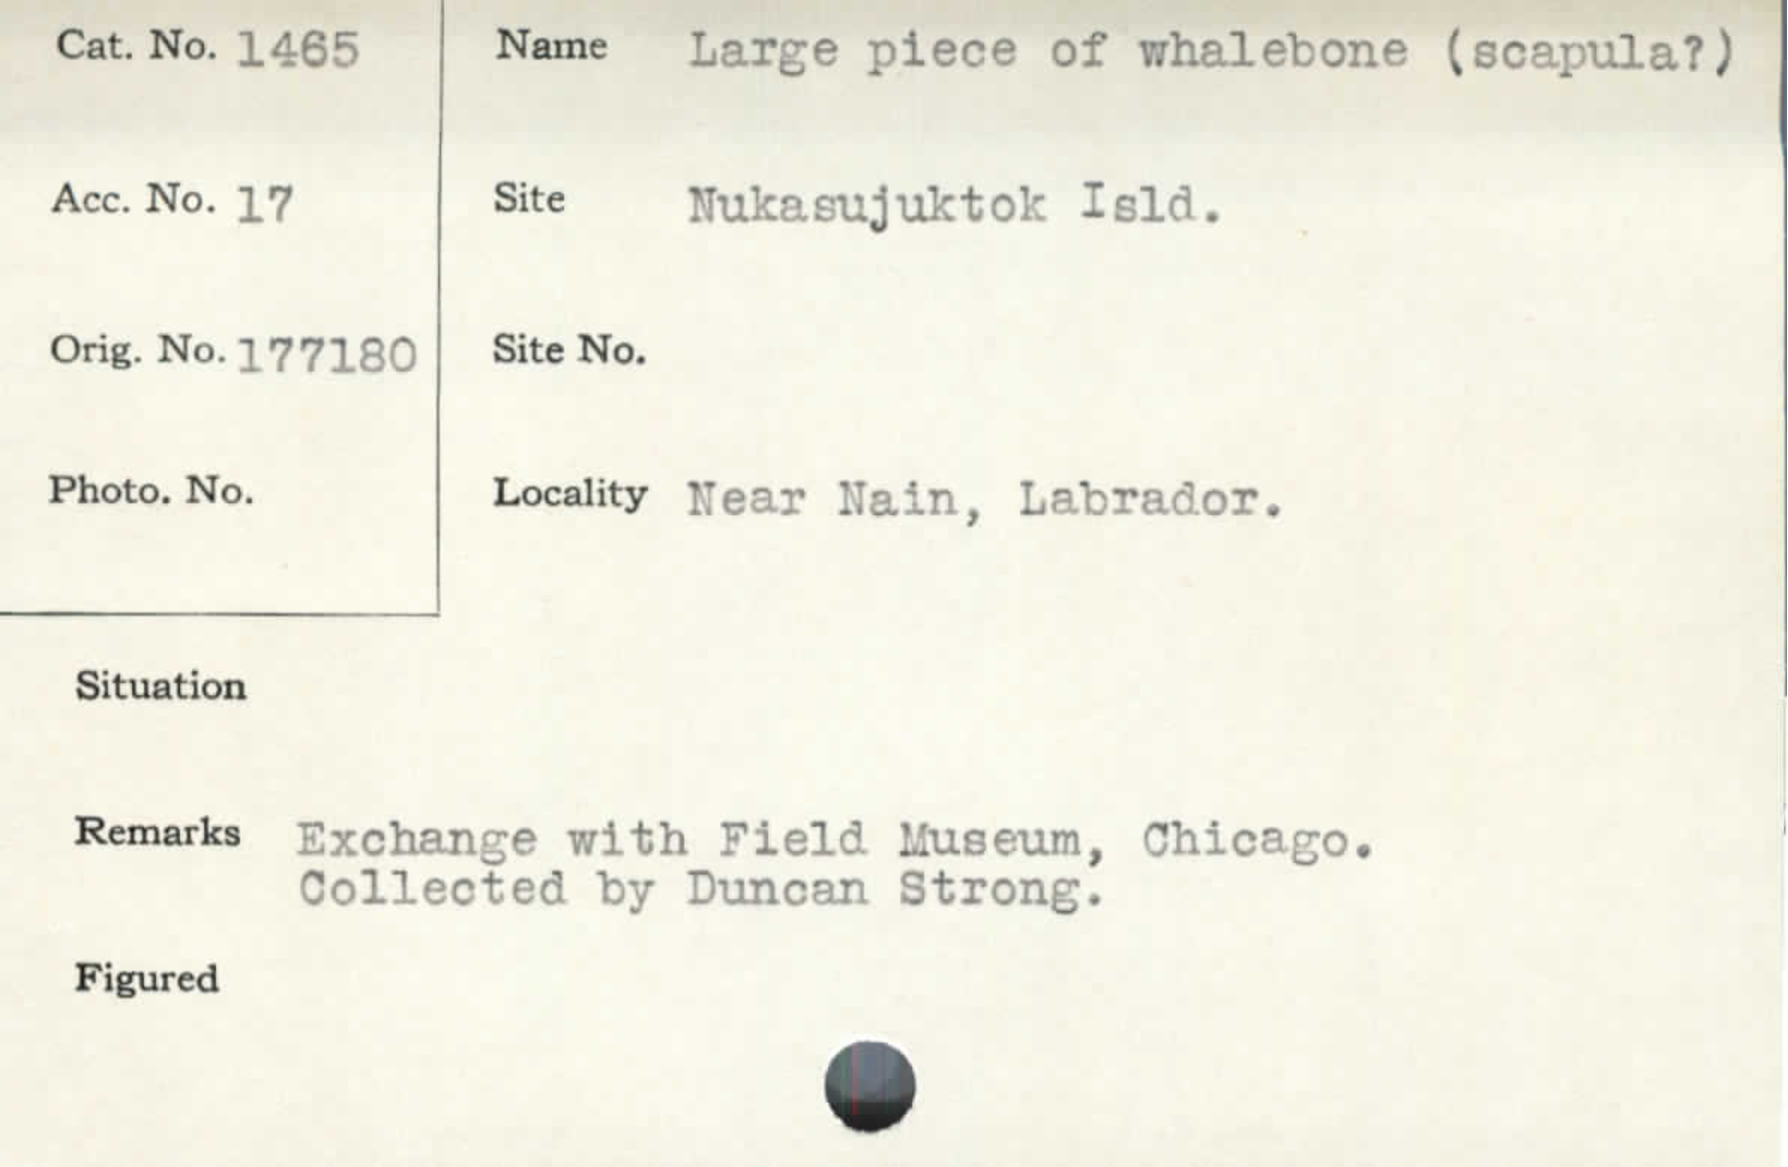 Cat. No. 1465
Acc. No. 17
Orig. No. 177180
Photo. No.
Name Large piece of whalebone (scapula?)
Site Nukasujuktok Isld.
Site No.
Locality Near Nain, Labrador.
Situation
Remarks Exchange with Field Museum, Chicago.
Collected by Duncan Strong.
Figured